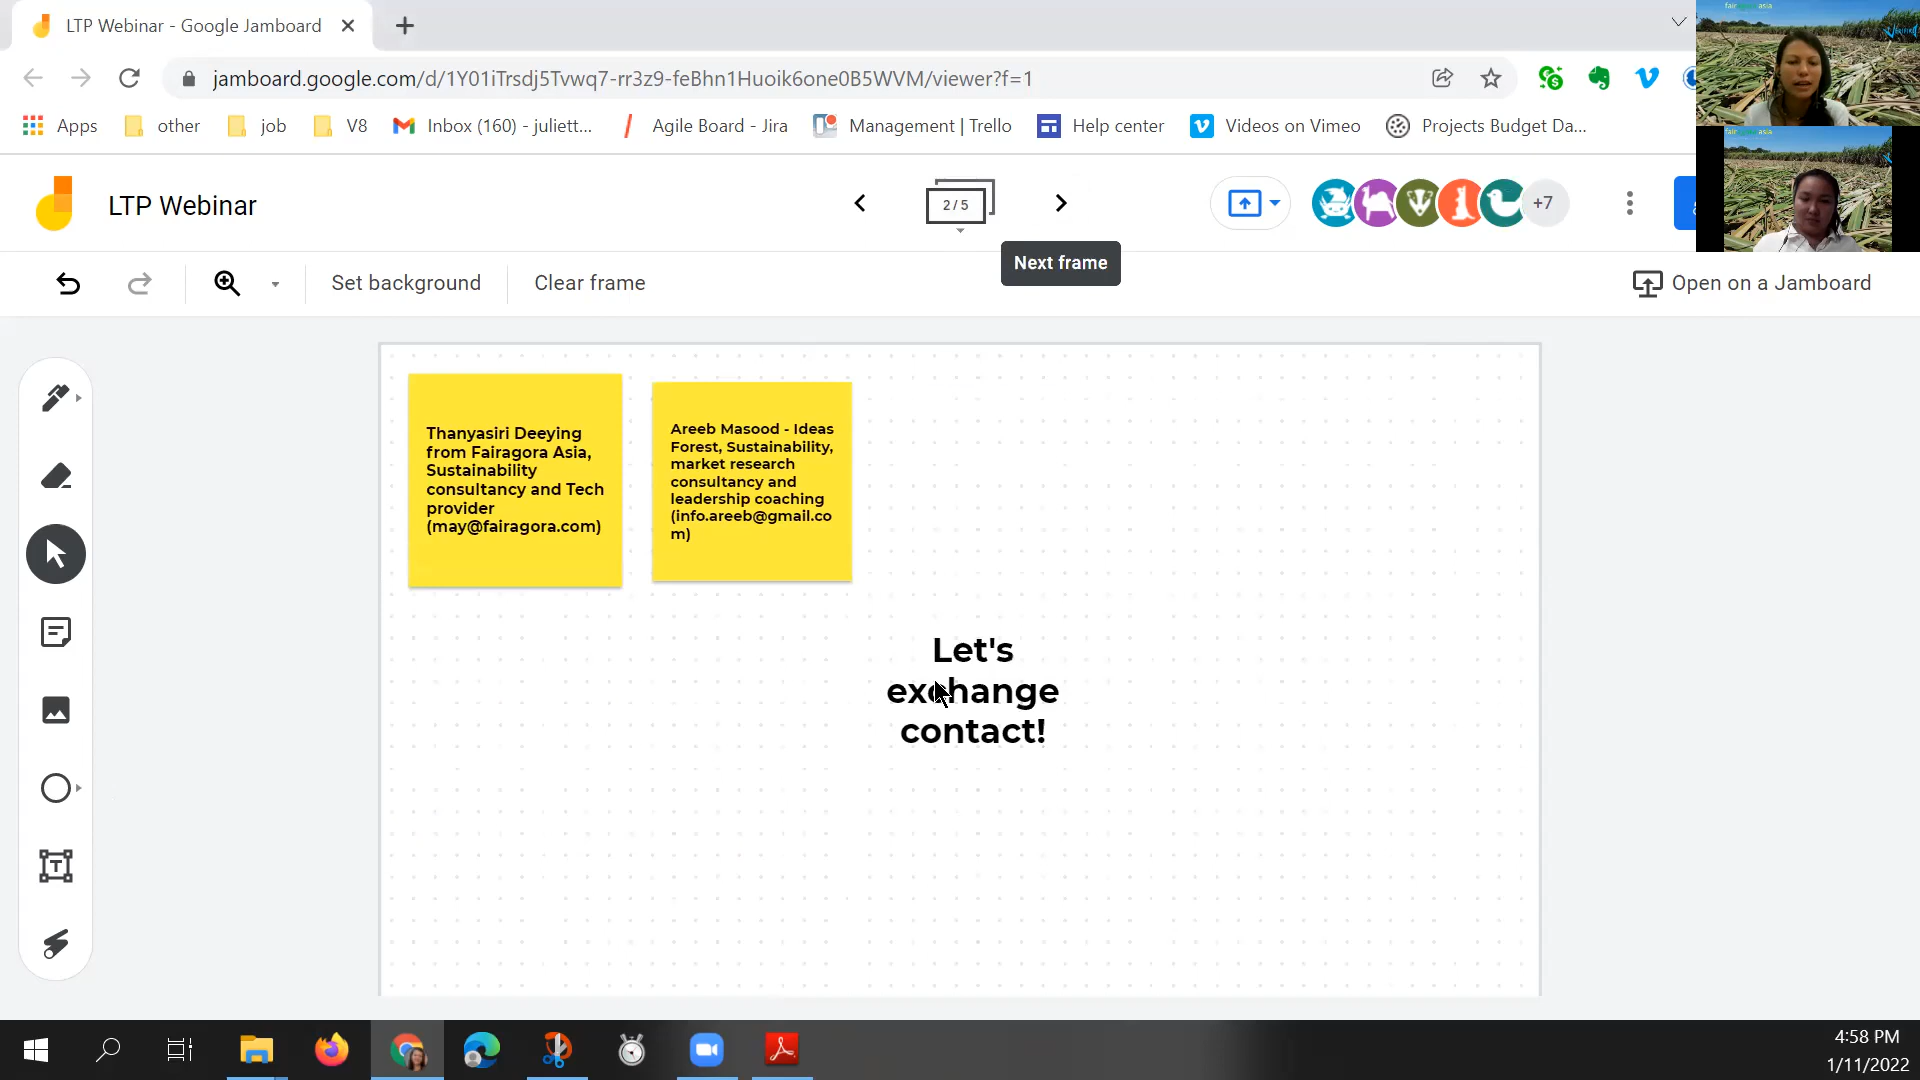 LTP Webinar - Google Jamboard
jamboard.google.com/d/1Y01iTrsdj5Tvwq7-rr3z9-feBhn1Huoik6one0B5WVM/viewer?f=1
Apps other job V8 Inbox (160) - juliett... Agile Board - Jira Management | Trello Help center Videos on Vimeo Projects Budget Da...
LTP Webinar
2 / 5
+7
Next frame
Set background Clear frame Open on a Jamboard
Thanyasiri Deeying
from Fairagora Asia,
Sustainability
consultancy and Tech
provider
(may@fairagora.com)
Areeb Masood - Ideas
Forest, Sustainability,
market research
consultancy and
leadership coaching
(info.areeb@gmail.co
m)
Let's
exchange
contact!
fairagora asia
fairagora asia
4:58 PM
1/11/2022